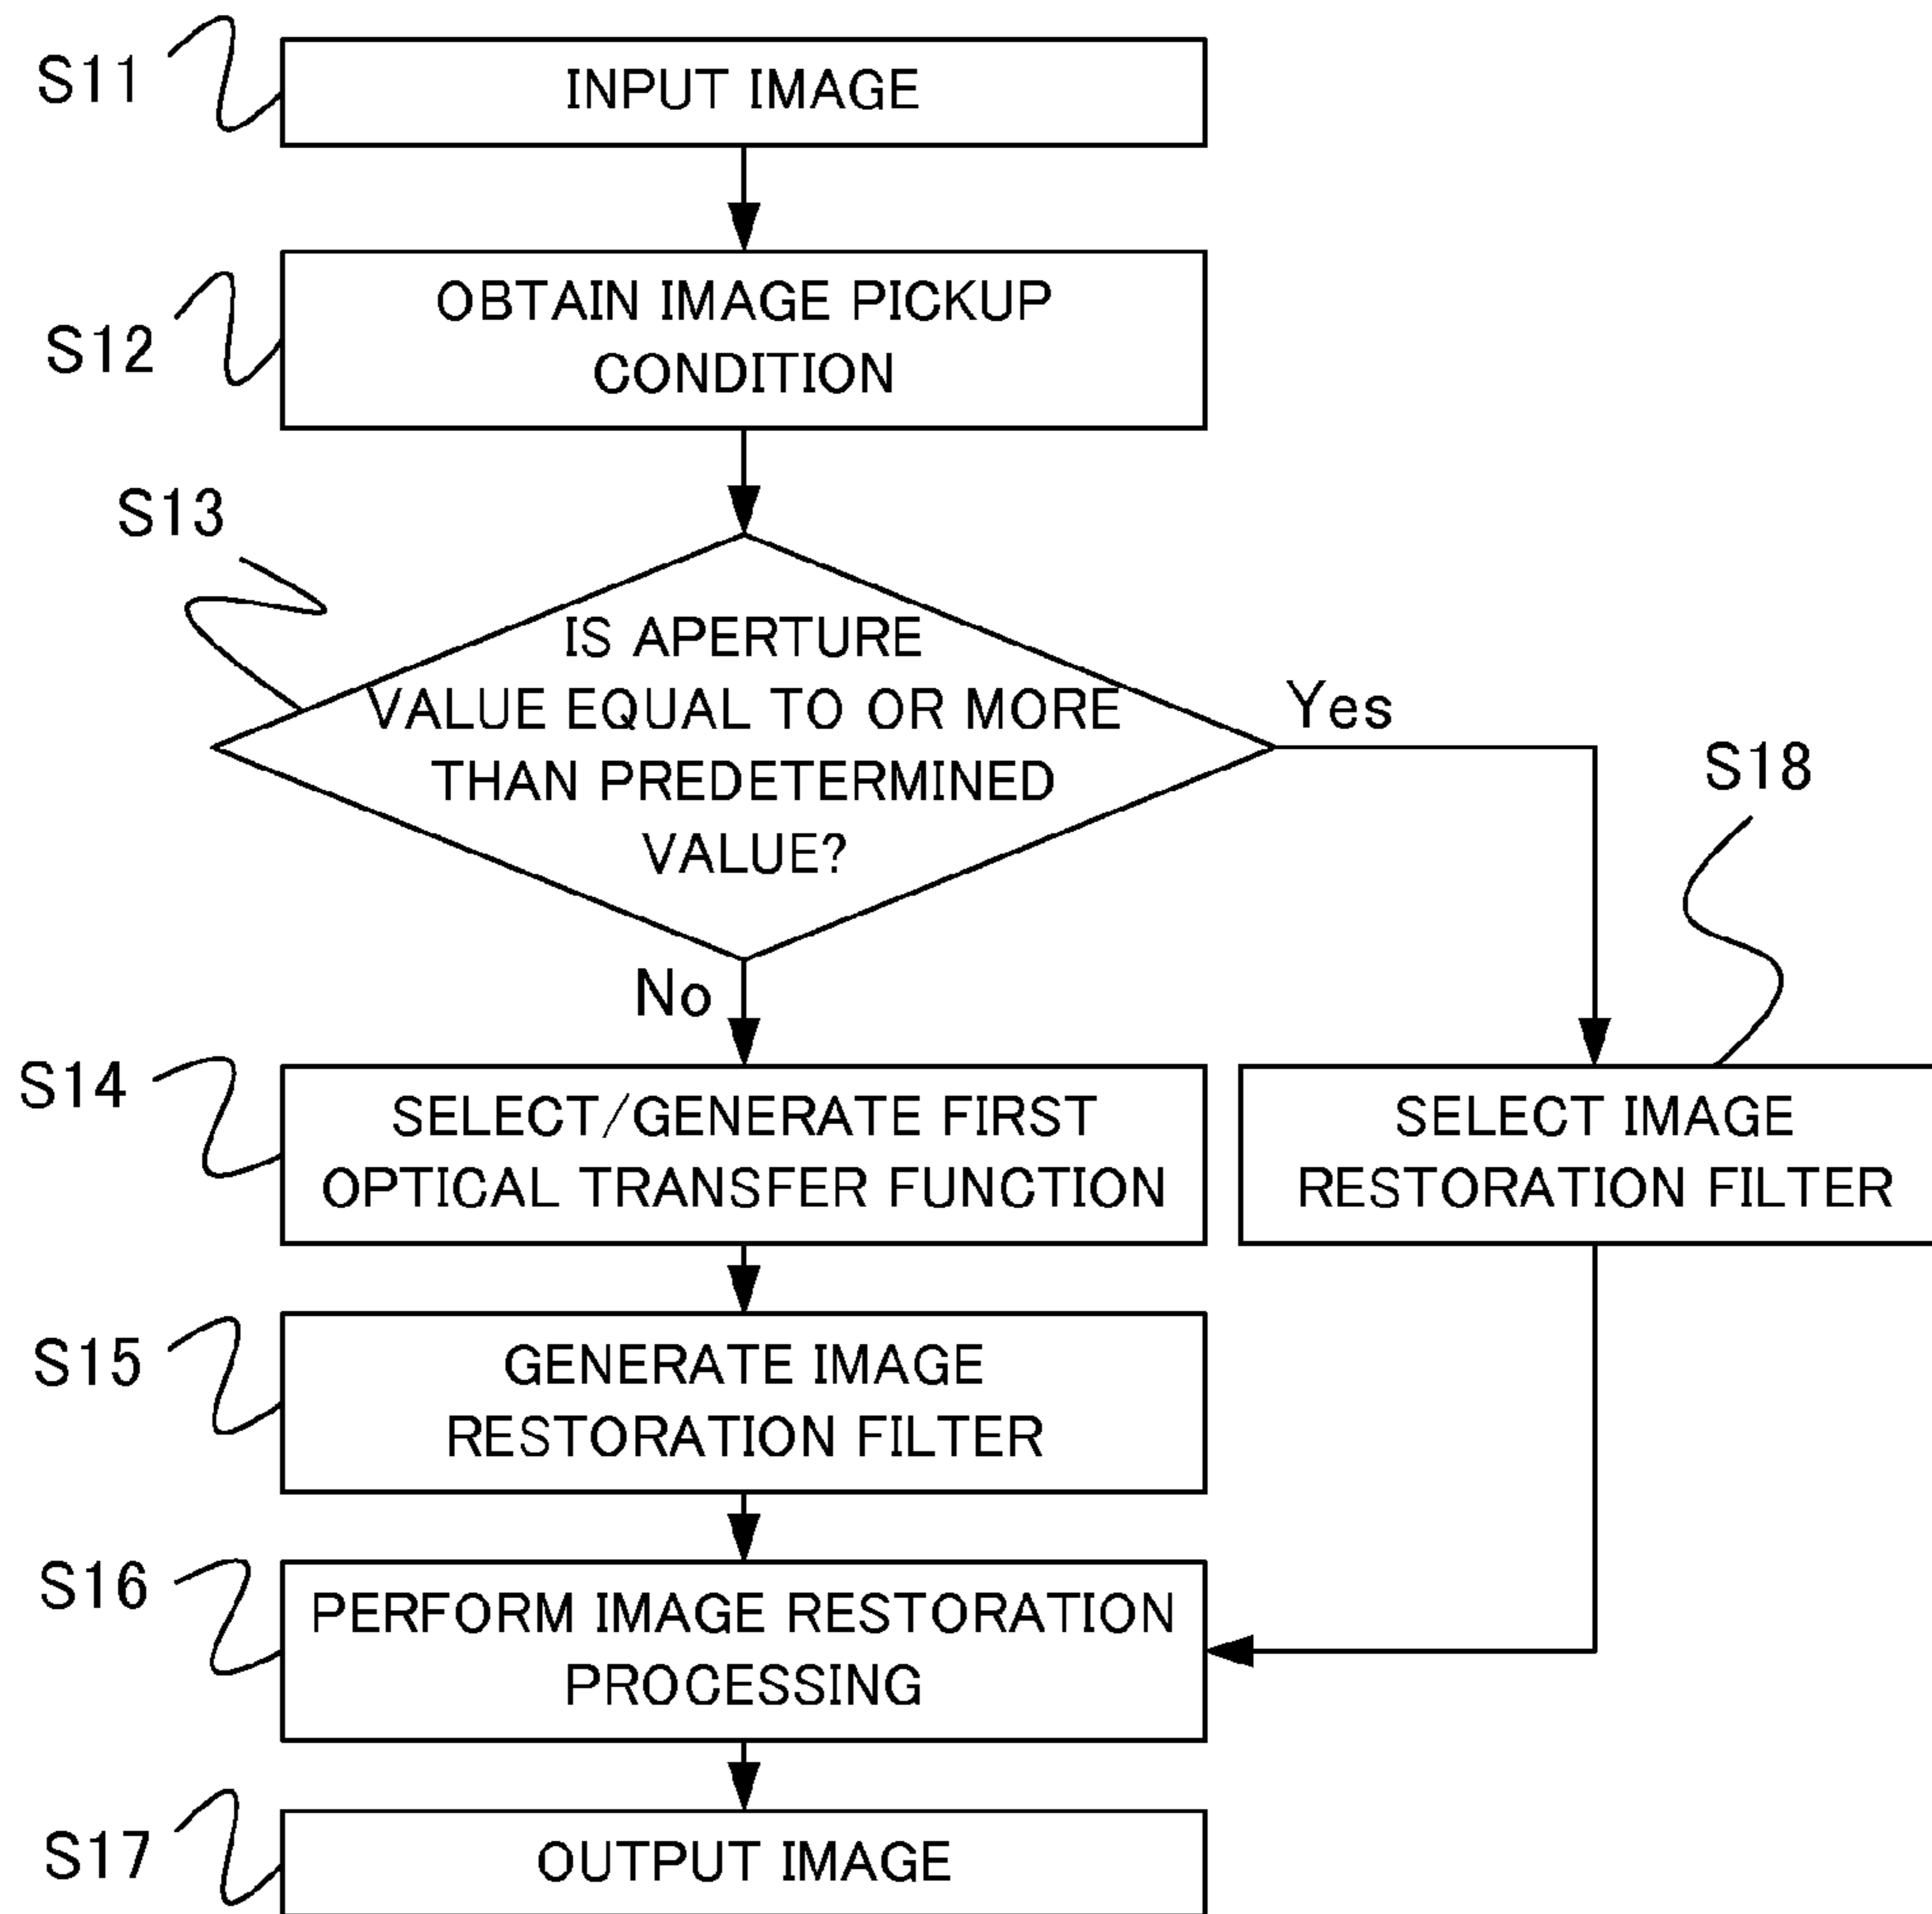 S11
INPUT IMAGE
S12
OBTAIN IMAGE PICKUP
CONDITION
S13
IS APERTURE
VALUE EQUAL TO OR MORE
THAN PREDETERMINED
VALUE?
Yes
No
S14
SELECT/GENERATE FIRST
OPTICAL TRANSFER FUNCTION
S18
SELECT IMAGE
RESTORATION FILTER
S15
GENERATE IMAGE
RESTORATION FILTER
S16
PERFORM IMAGE RESTORATION
PROCESSING
S17
OUTPUT IMAGE